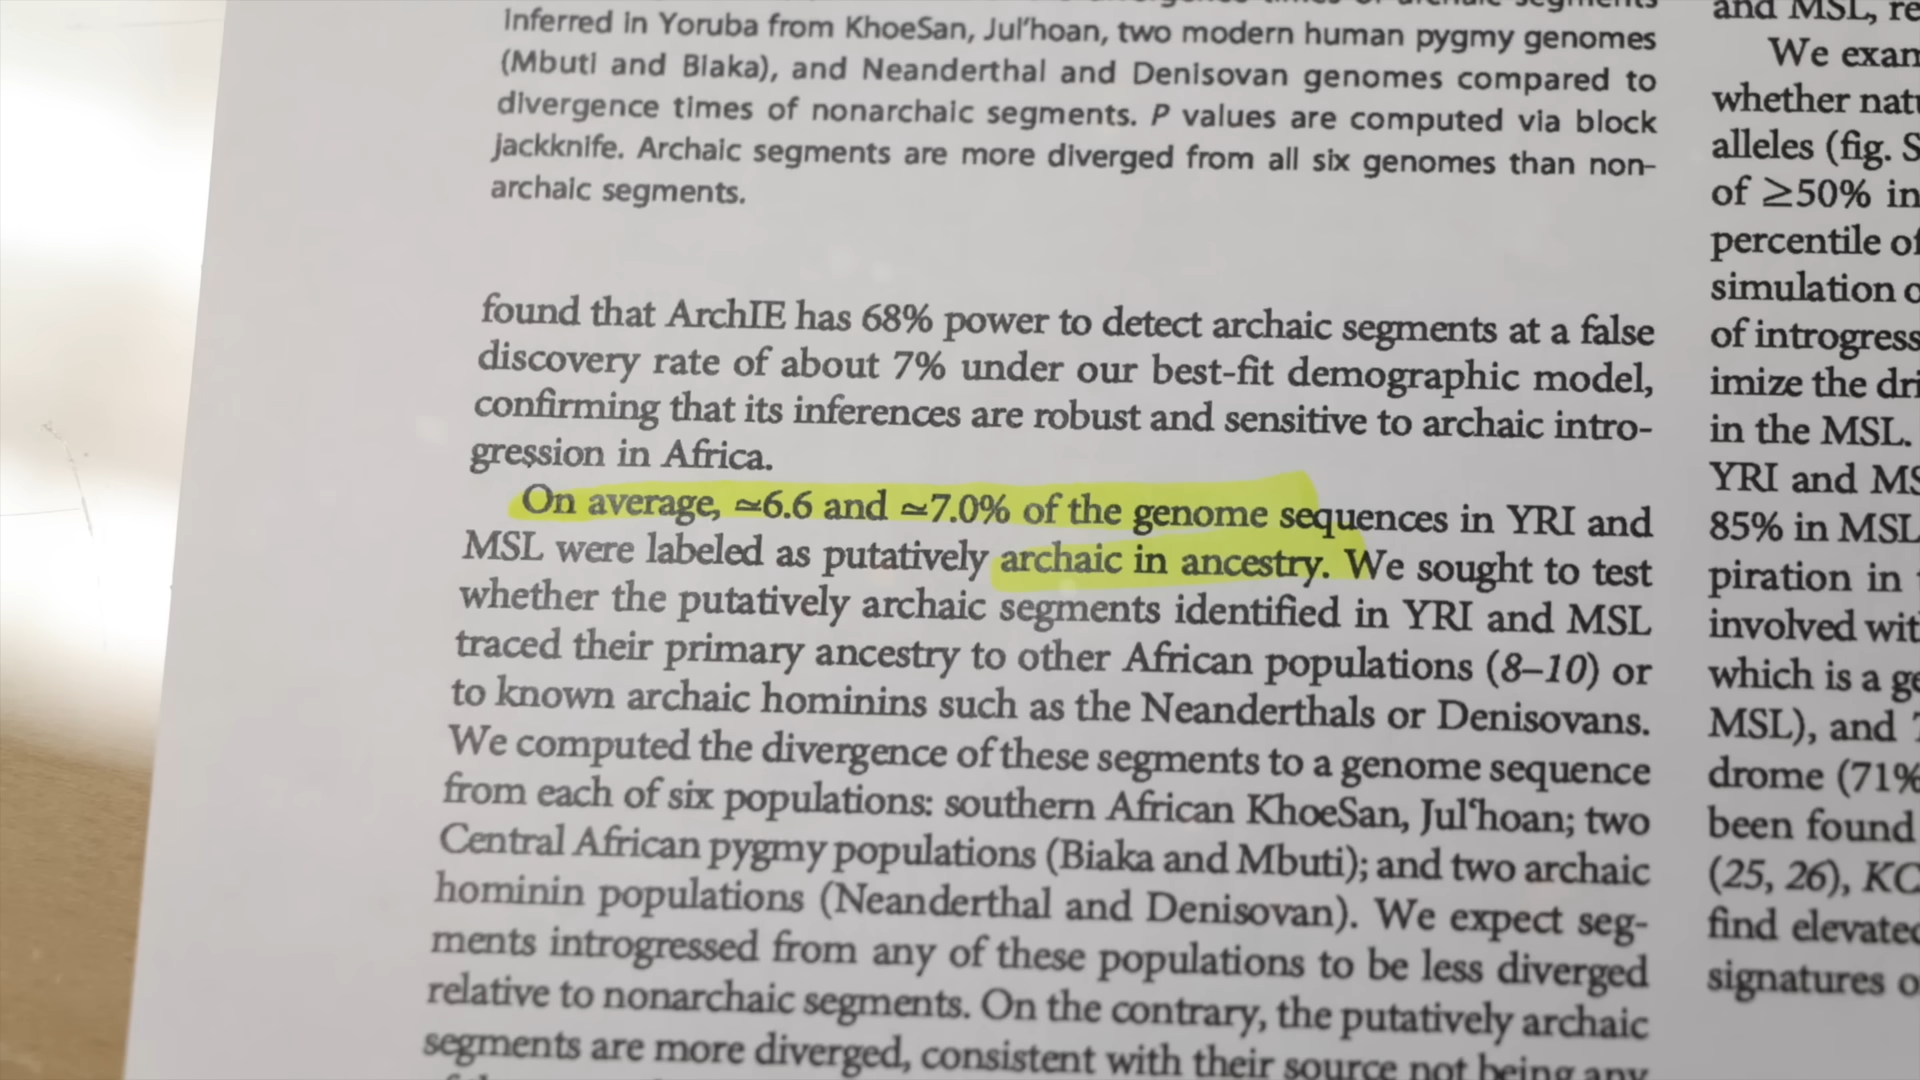 Inferred in Yoruba from KhoeSan, Jul'hoan, two modern human pygmy genomes
(Mbuti and Biaka), and Neanderthal and Denisovan genomes compared to
divergence times of nonarchaic segments. P values are computed via block
jackknife. Archaic segments are more diverged from all six genomes than non-
archaic segments.
found that ArchIE has 68% power to detect archaic segments at a false
discovery rate of about 7% under our best-fit demographic model,
confirming that its inferences are robust and sensitive to archaic intro-
gression in Africa.
On average, ≃6.6 and ≃7.0% of the genome sequences in YRI and
MSL were labeled as putatively archaic in ancestry. We sought to test
whether the putatively archaic segments identified in YRI and MSL
traced their primary ancestry to other African populations (8–10) or
to known archaic hominins such as the Neanderthals or Denisovans.
We computed the divergence of these segments to a genome sequence
from each of six populations: southern African KhoeSan, Jul'hoan; two
Central African pygmy populations (Biaka and Mbuti); and two archaic
hominin populations (Neanderthal and Denisovan). We expect seg-
ments introgressed from any of these populations to be less diverged
relative to nonarchaic segments. On the contrary, the putatively archaic
segments are more diverged, consistent with their source not being any
and MSL, re
We exam
whether natu
alleles (fig. S
of ≥50% in
percentile of
simulation o
of introgress
imize the dri
in the MSL.
YRI and MS
85% in MSL
piration in
involved wit
which is a ge
MSL), and
drome (71%
been found
(25, 26), KC
find elevated
signatures o